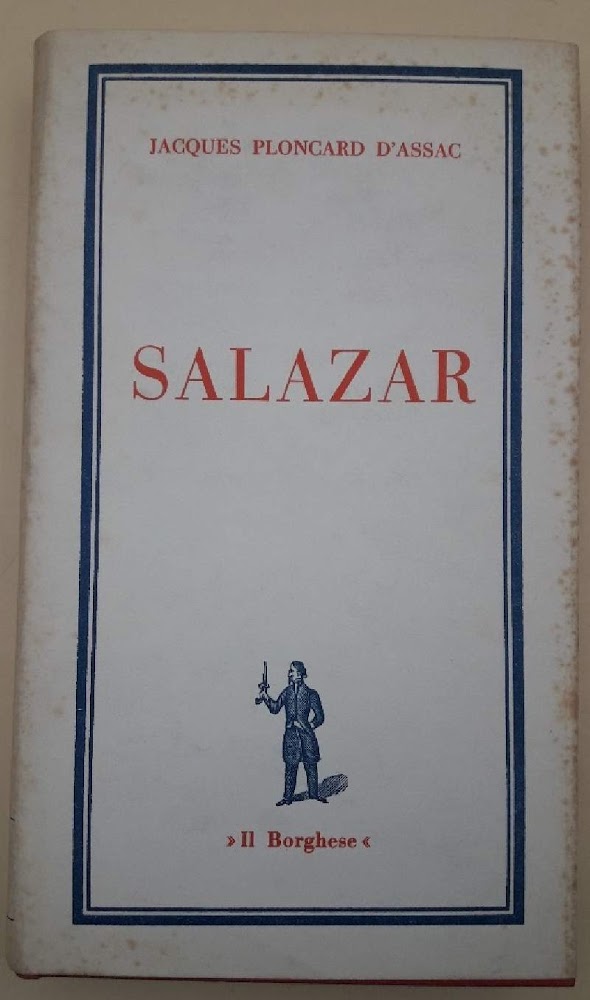 JACQUES PLONCARD D'ASSAC
SALAZAR
»Il Borghese«